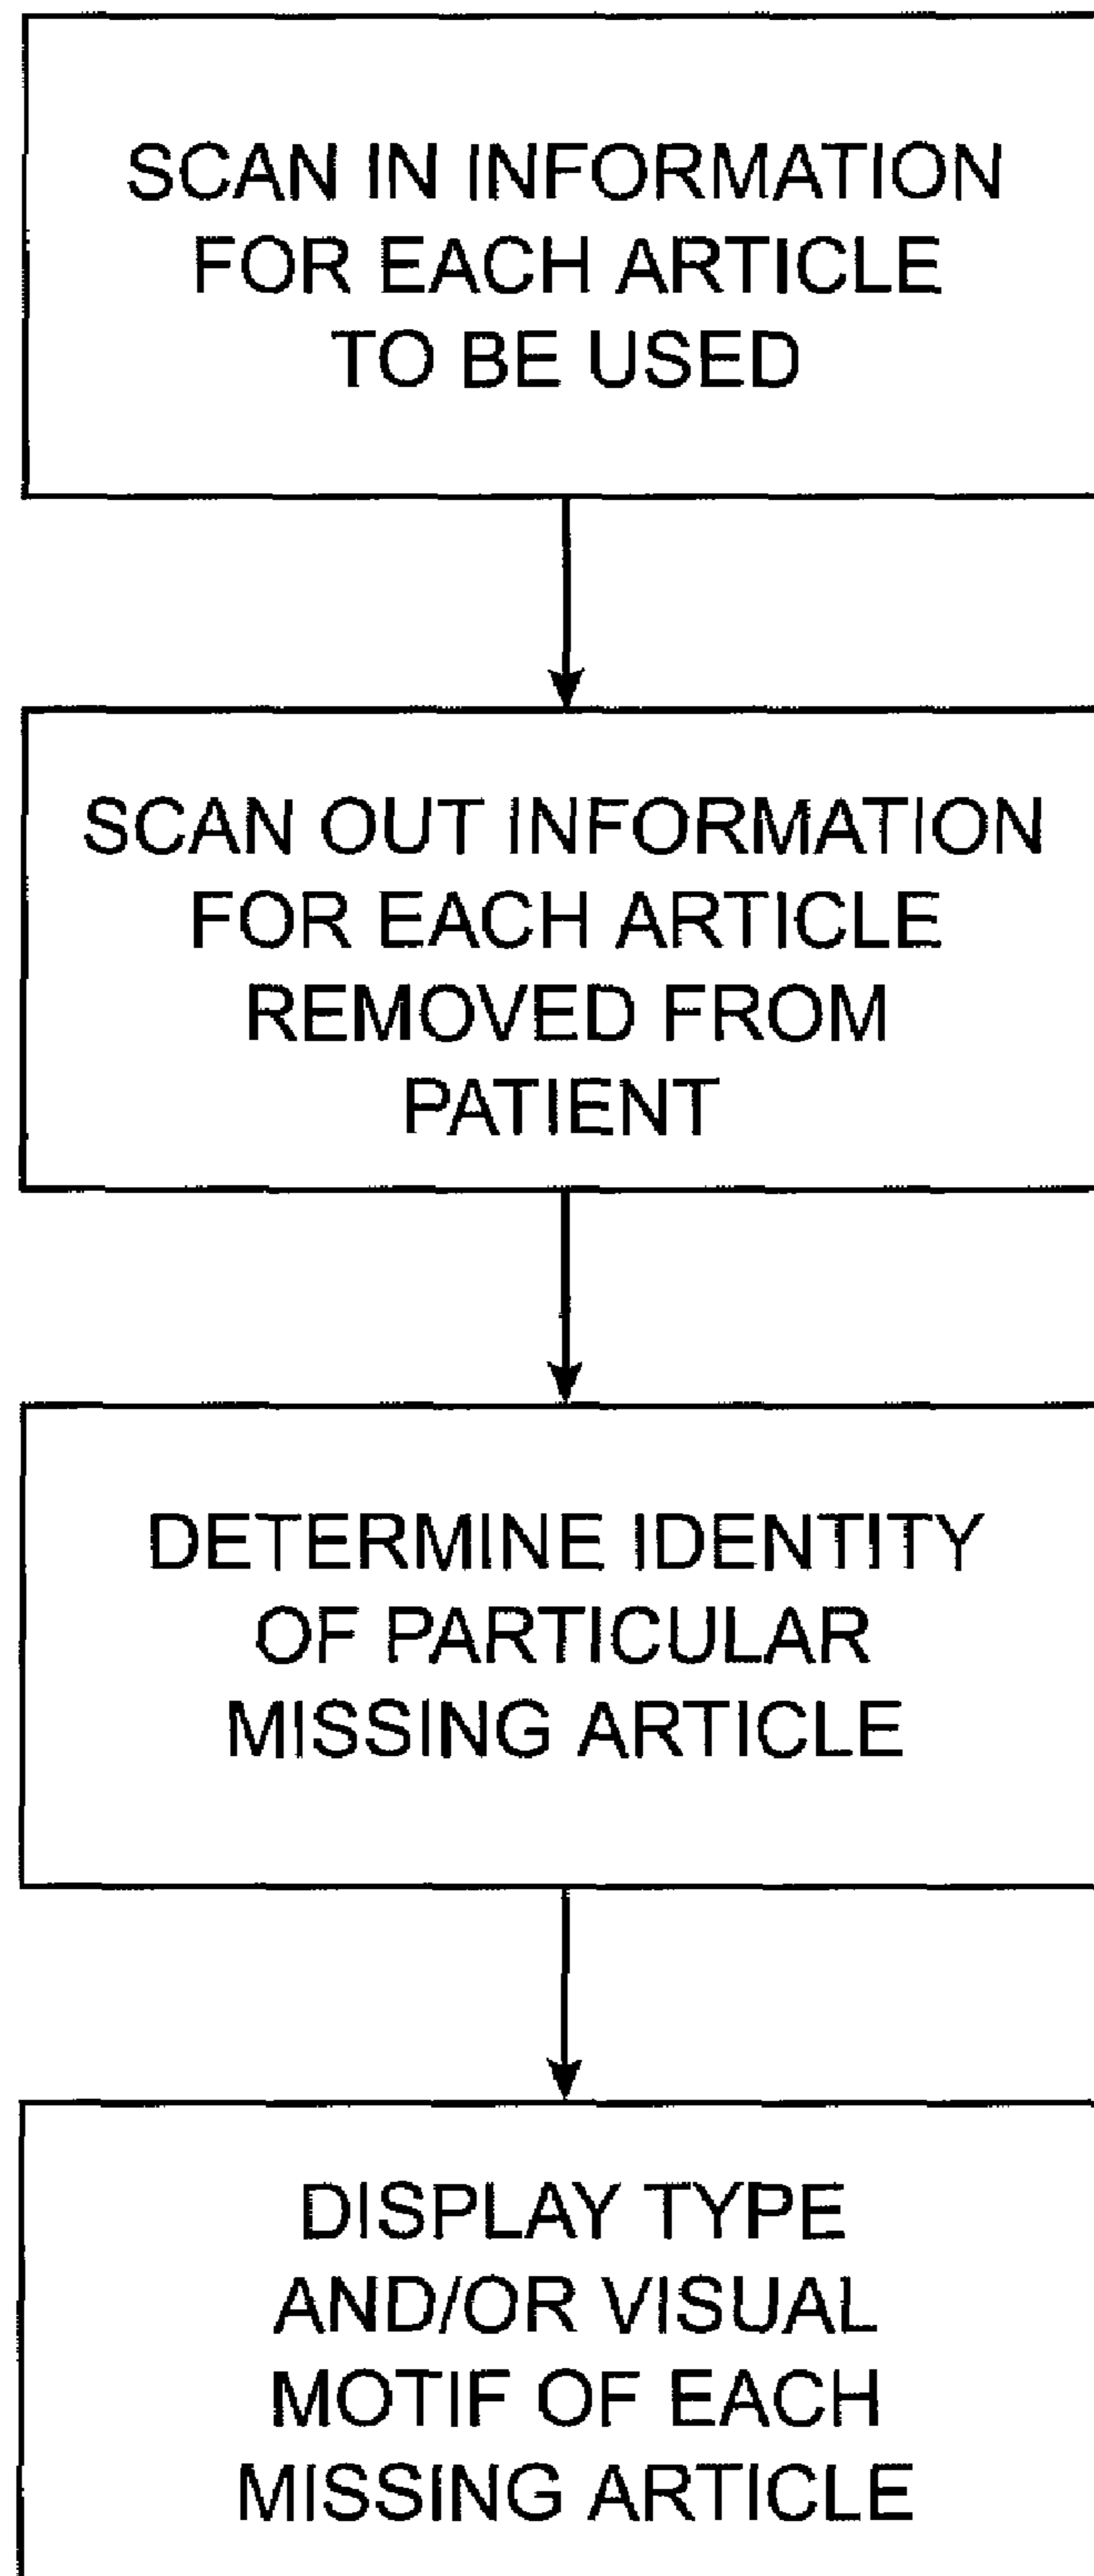 SCAN IN INFORMATION
FOR EACH ARTICLE
TO BE USED
SCAN OUT INFORMATION
FOR EACH ARTICLE
REMOVED FROM
PATIENT
DETERMINE IDENTITY
OF PARTICULAR
MISSING ARTICLE
DISPLAY TYPE
AND/OR VISUAL
MOTIF OF EACH
MISSING ARTICLE